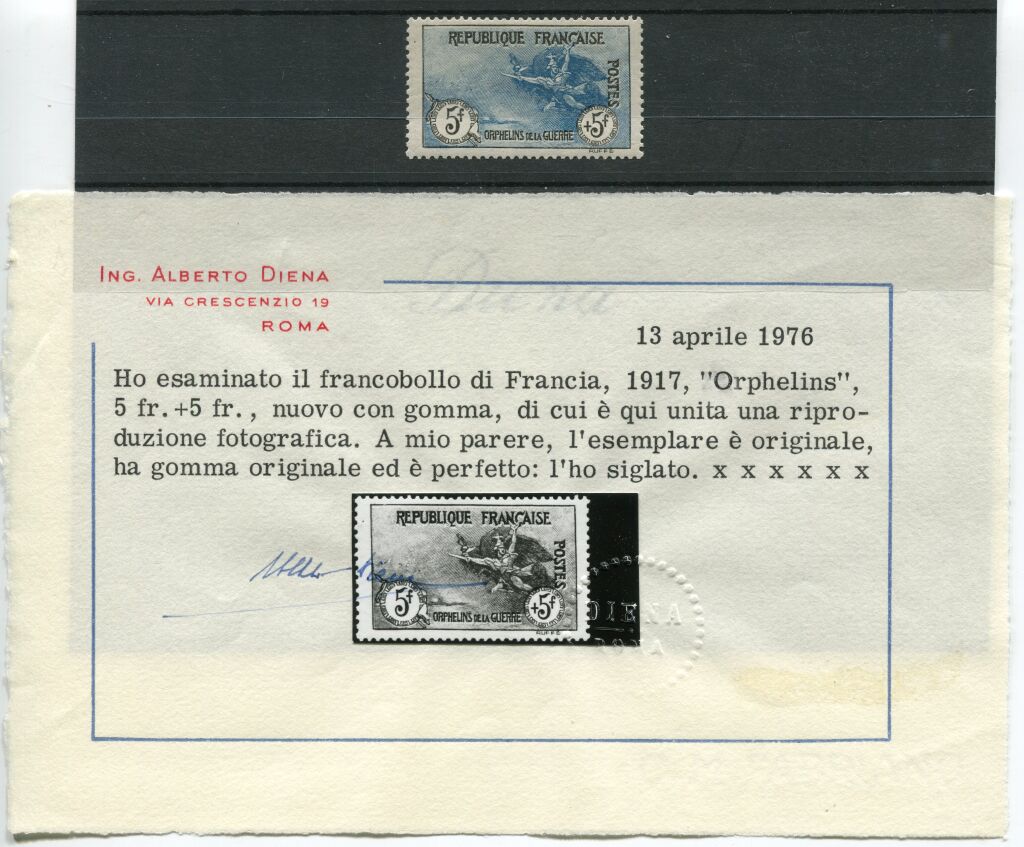 REPUBLIQUE FRANÇAISE
POSTES
5f
ORPHELINS DE LA GUERRE
+5f
RUFFÉ
Diena
ING. ALBERTO DIENA
VIA CRESCENZIO 19
ROMA
13 aprile 1976
Ho esaminato il francobollo di Francia, 1917, "Orphelins",
5 fr.+5 fr., nuovo con gomma, di cui è qui unita una ripro-
duzione fotografica. A mio parere, l'esemplare è originale,
ha gomma originale ed è perfetto: l'ho siglato. x x x x x x
REPUBLIQUE FRANÇAISE
POSTES
5f
ORPHELINS DE LA GUERRE
+5f
RUFFÉ